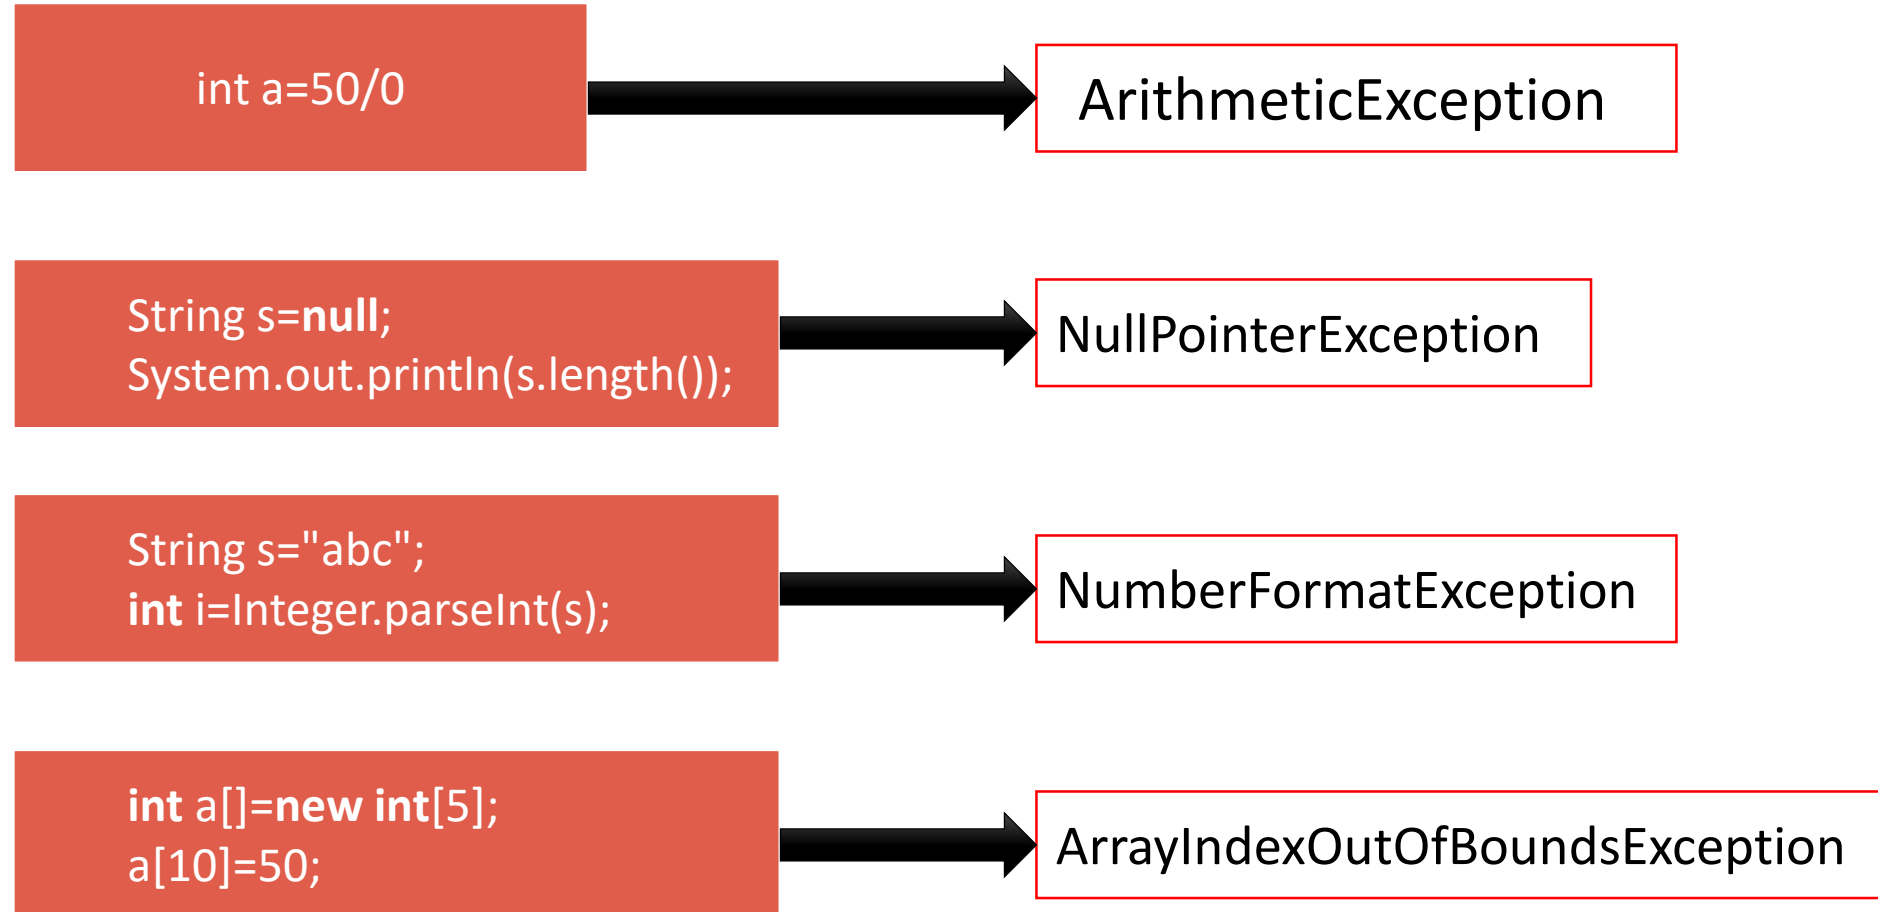 int a=50/0
ArithmeticException
String s=null;
System.out.println(s.length());
NullPointerException
String s="abc";
int i=Integer.parseInt(s);
NumberFormatException
int a[]=new int[5];
a[10]=50;
ArrayIndexOutOfBoundsException